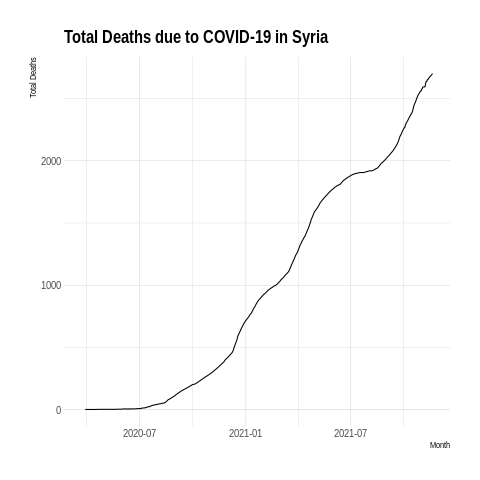 Total Deaths due to COVID-19 in Syria
Total Deaths
2000
1000
0
2020-07 2021-01 2021-07
Month